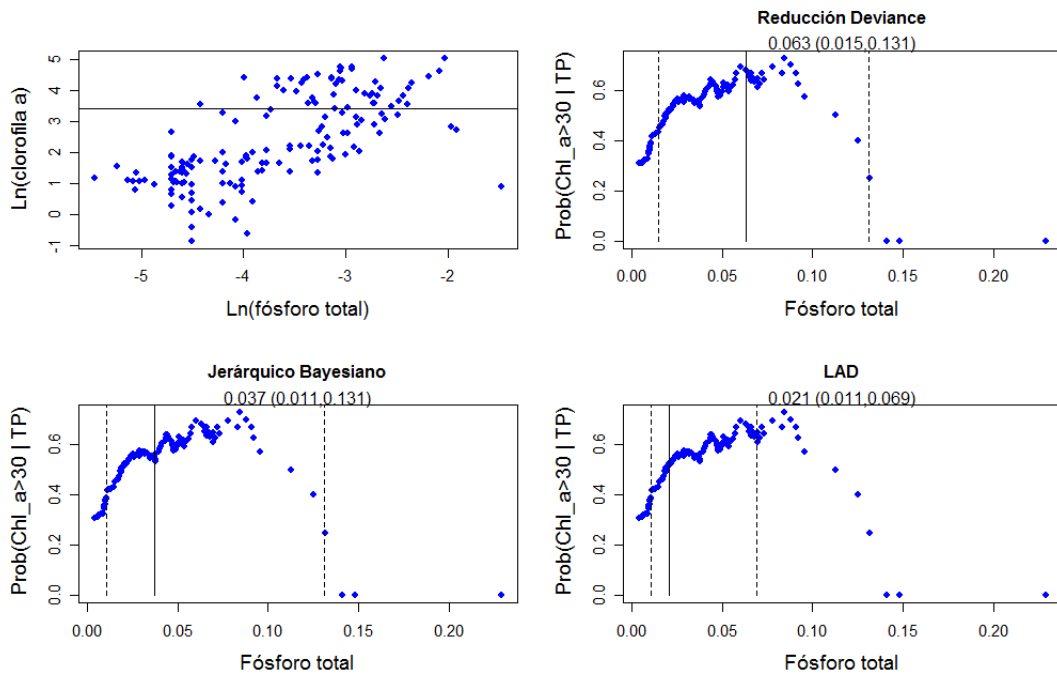 Ln(clorofila a)
5
4
3
2
1
0
-1
-5 -4 -3 -2
Ln(fósforo total)
Reducción Deviance
0.063 (0.015,0.131)
Prob(Chl_a>30 | TP)
0.6
0.4
0.2
0.0
0.00 0.05 0.10 0.15 0.20
Fósforo total
Jerárquico Bayesiano
0.037 (0.011,0.131)
Prob(Chl_a>30 | TP)
0.6
0.4
0.2
0.0
0.00 0.05 0.10 0.15 0.20
Fósforo total
LAD
0.021 (0.011,0.069)
Prob(Chl_a>30 | TP)
0.6
0.4
0.2
0.0
0.00 0.05 0.10 0.15 0.20
Fósforo total